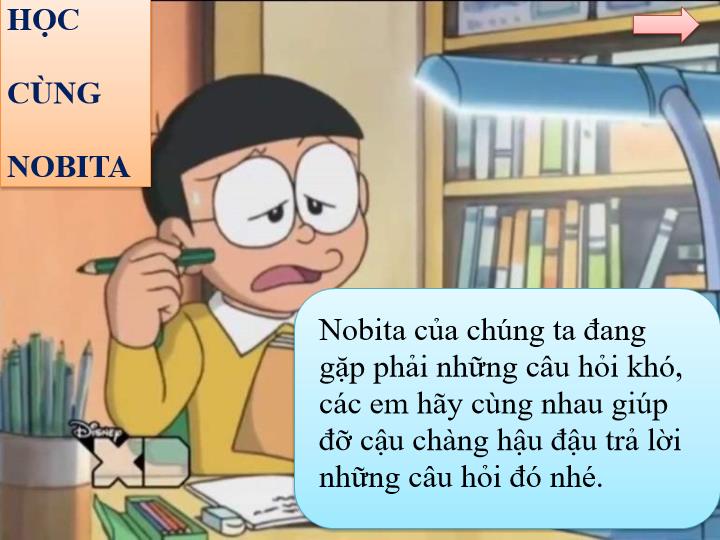 HỌC
CÙNG
NOBITA
Nobita của chúng ta đang
gặp phải những câu hỏi khó,
các em hãy cùng nhau giúp
đỡ cậu chàng hậu đậu trả lời
những câu hỏi đó nhé.
Disney
XD